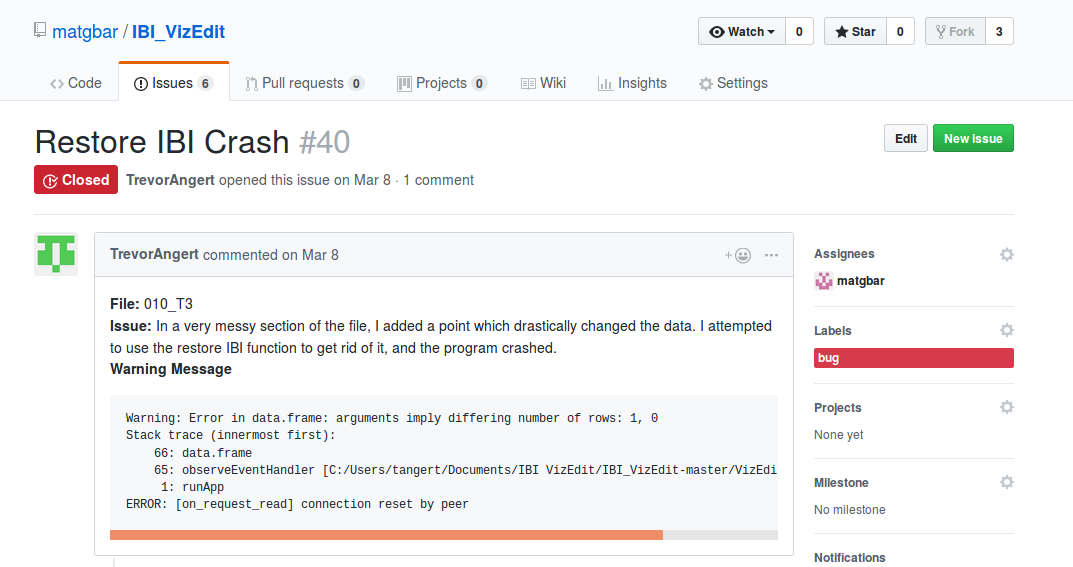 matgbar / IBI_VizEdit
Watch 0 Star 0 Fork 3
Code Issues 6 Pull requests 0 Projects 0 Wiki Insights Settings
Restore IBI Crash #40
Edit New Issue
Closed TrevorAngert opened this issue on Mar 8 · 1 comment
TrevorAngert commented on Mar 8
File: 010_T3
Issue: In a very messy section of the file, I added a point which drastically changed the data. I attempted
to use the restore IBI function to get rid of it, and the program crashed.
Warning Message
Warning: Error in data.frame: arguments imply differing number of rows: 1, 0
Stack trace (innermost first):
66: data.frame
65: observeEventHandler [C:/Users/tangert/Documents/IBI VizEdit/IBI_VizEdit-master/VizEdi
1: runApp
ERROR: [on_request_read] connection reset by peer
Assignees
matgbar
Labels
bug
Projects
None yet
Milestone
No milestone
Notifications